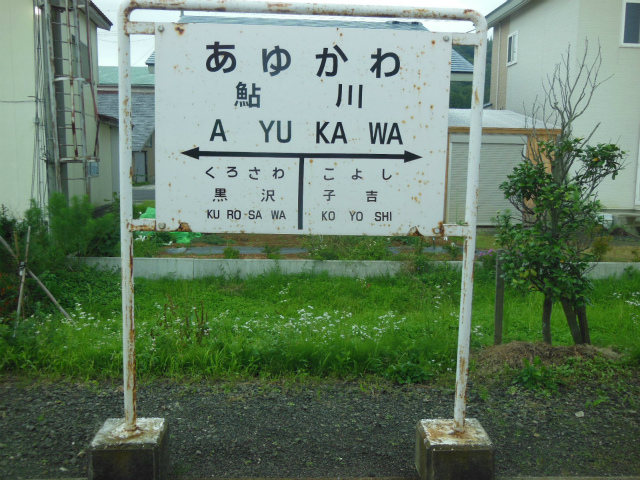 あゆかわ
鮎 川
A YU KA WA
くろさわ ごよし
黒 沢 子 吉
KU RO-SA WA KO YO SHI